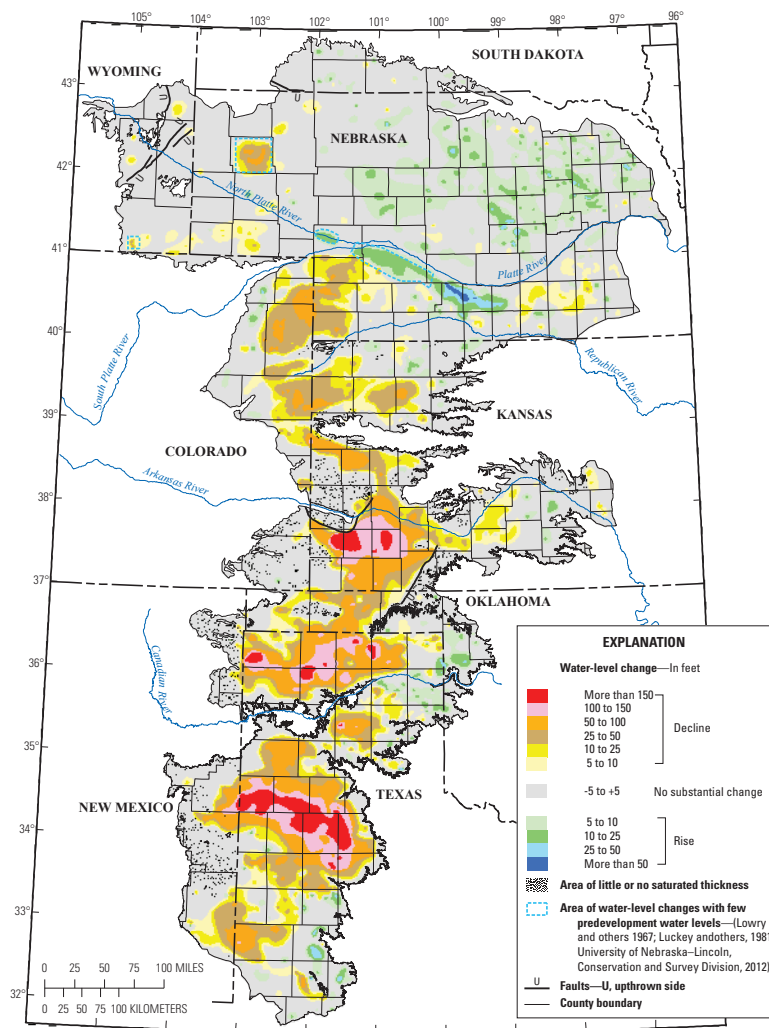 105° 104° 103° 102° 101° 100° 99° 98° 97° 96°
SOUTH DAKOTA
WYOMING
43°
U
NEBRASKA
U
U
42°
North Platte River
41°
Platte River
40°
South Platte River
Republican River
39°
KANSAS
COLORADO
Arkansas River
38°
U
37°
U
OKLAHOMA
36°
Canadian River
35°
NEW MEXICO
TEXAS
34°
33°
32°
0 25 50 75 100 MILES
0 25 50 75 100 KILOMETERS
EXPLANATION
Water-level change—In feet
More than 150
100 to 150
50 to 100
25 to 50
10 to 25
5 to 10
Decline
-5 to +5 No substantial change
5 to 10
10 to 25
25 to 50
More than 50
Rise
Area of little or no saturated thickness
Area of water-level changes with few
predevelopment water levels—(Lowry
and others 1967; Luckey andothers, 1981
University of Nebraska–Lincoln,
Conservation and Survey Division, 2012)
U Faults—U, upthrown side
County boundary